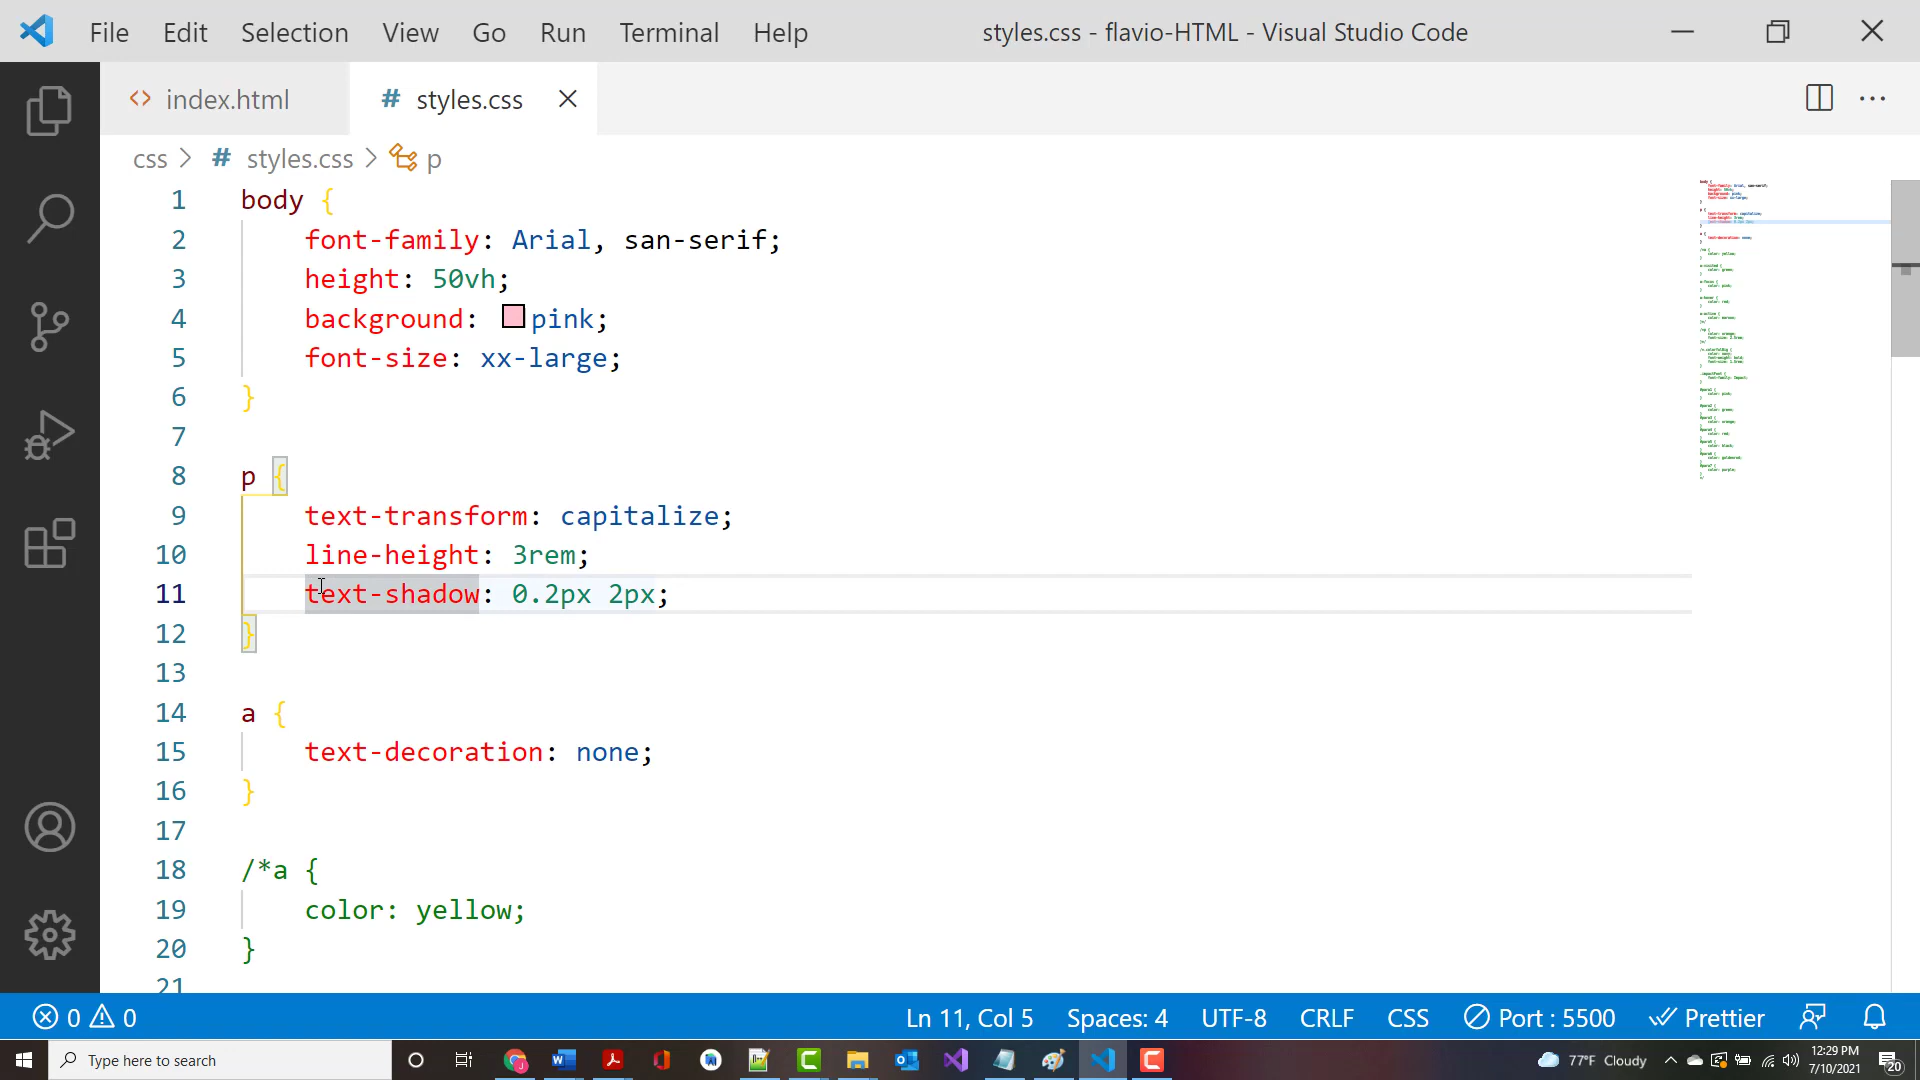 File Edit Selection View Go Run Terminal Help styles.css - flavio-HTML - Visual Studio Code
<> index.html # styles.css
css > # styles.css > p
1 body {
2 font-family: Arial, san-serif;
3 height: 50vh;
4 background: pink;
5 font-size: xx-large;
6 }
7
8 p {
9 text-transform: capitalize;
10 line-height: 3rem;
11 text-shadow: 0.2px 2px;
12 }
13
14 a {
15 text-decoration: none;
16 }
17
18 /*a {
19 color: yellow;
20 }
21
0 0 Ln 11, Col 5 Spaces: 4 UTF-8 CRLF CSS Port : 5500 Prettier
Type here to search 77°F Cloudy 12:29 PM
7/10/2021 20